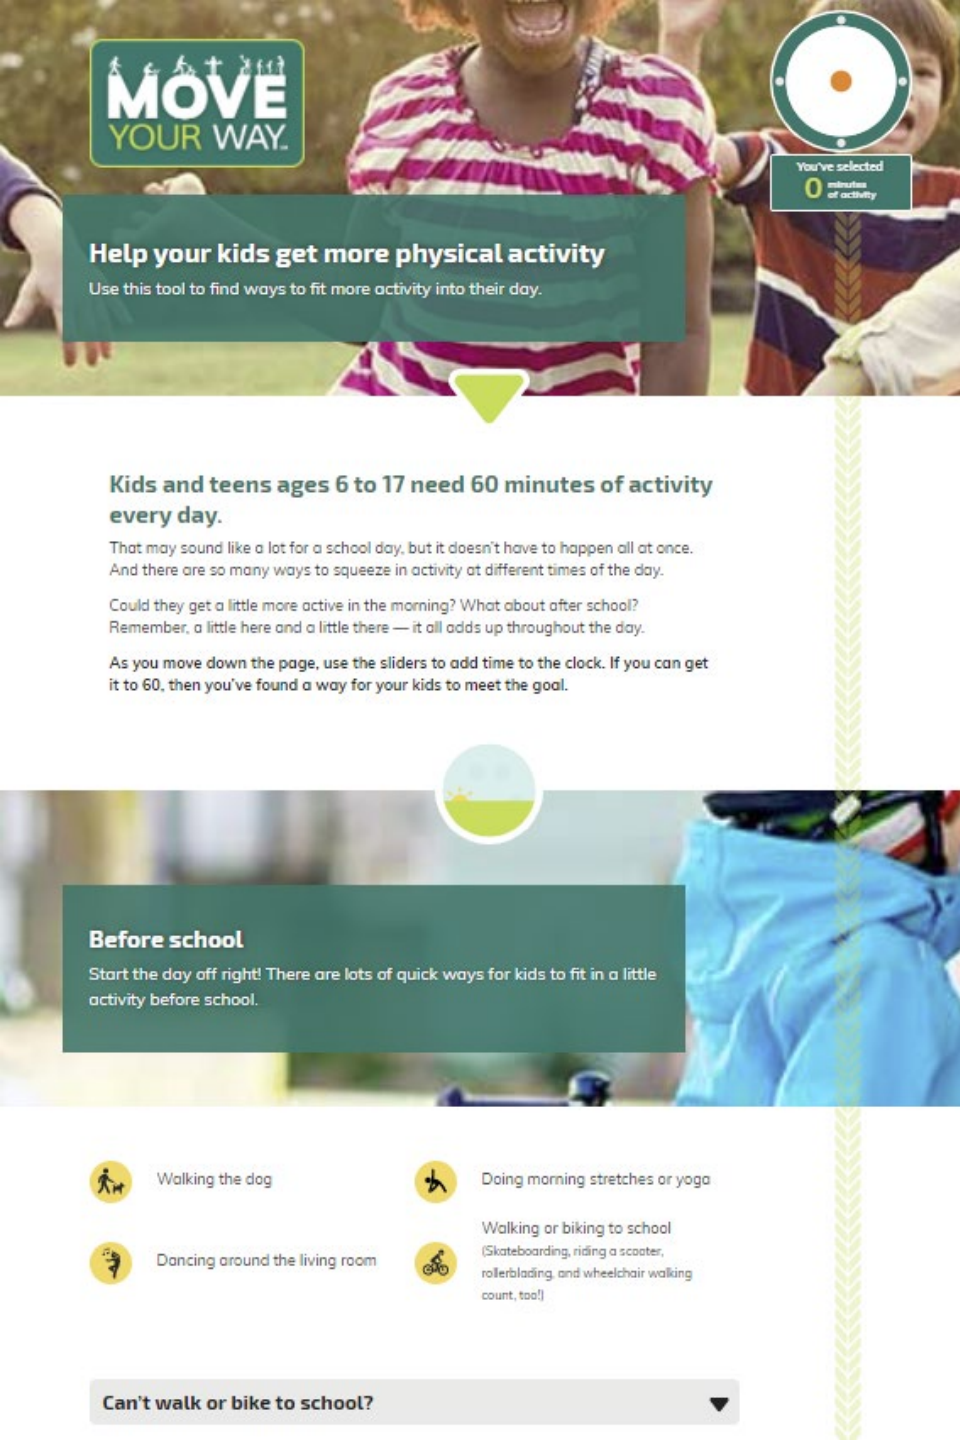 MOVE
YOUR WAY
You've selected
0 minutes
of activity
Help your kids get more physical activity
Use this tool to find ways to fit more activity into their day.
Kids and teens ages 6 to 17 need 60 minutes of activity
every day.
That may sound like a lot for a school day, but it doesn't have to happen all at once.
And there are so many ways to squeeze in activity at different times of the day.
Could they get a little more active in the morning? What about after school?
Remember, a little here and a little there — it all adds up throughout the day.
As you move down the page, use the sliders to add time to the clock. If you can get
it to 60, then you've found a way for your kids to meet the goal.
Before school
Start the day off right! There are lots of quick ways for kids to fit in a little
activity before school.
Walking the dog
Doing morning stretches or yoga
Dancing around the living room
Walking or biking to school
(Skateboarding, riding a scooter,
rollerblading, and wheelchair walking
count, too!)
Can't walk or bike to school?